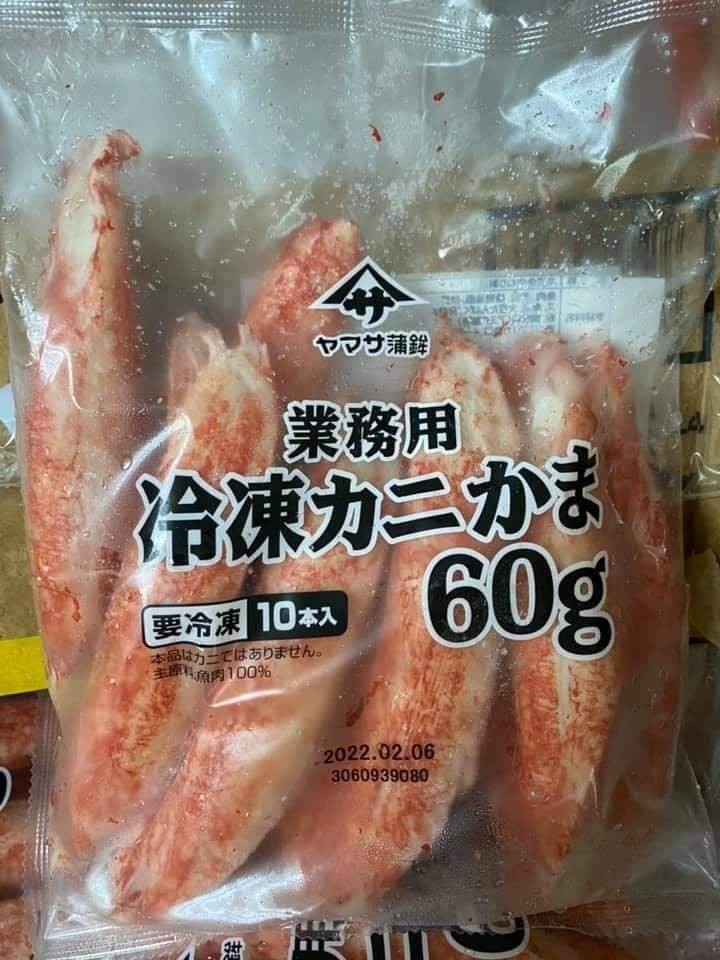 サ
ヤマサ蒲鉾
業務用
冷凍カニかま
60g
要冷凍 10本入
本品はカニではありません。
主原料:魚肉100%
2022.02.06
3060939080